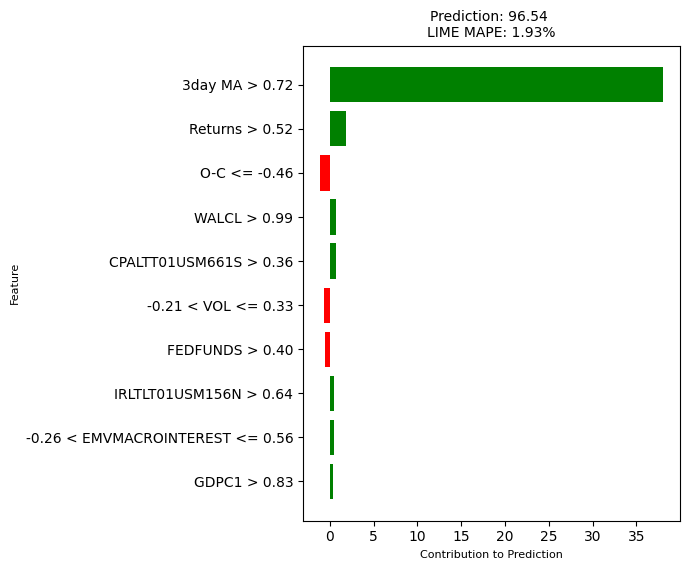 Prediction: 96.54
LIME MAPE: 1.93%
3day MA > 0.72
Returns > 0.52
O-C <= -0.46
WALCL > 0.99
CPALTT01USM661S > 0.36
-0.21 < VOL <= 0.33
FEDFUNDS > 0.40
IRLTLT01USM156N > 0.64
-0.26 < EMVMACROINTEREST <= 0.56
GDPC1 > 0.83
Feature
0 5 10 15 20 25 30 35
Contribution to Prediction